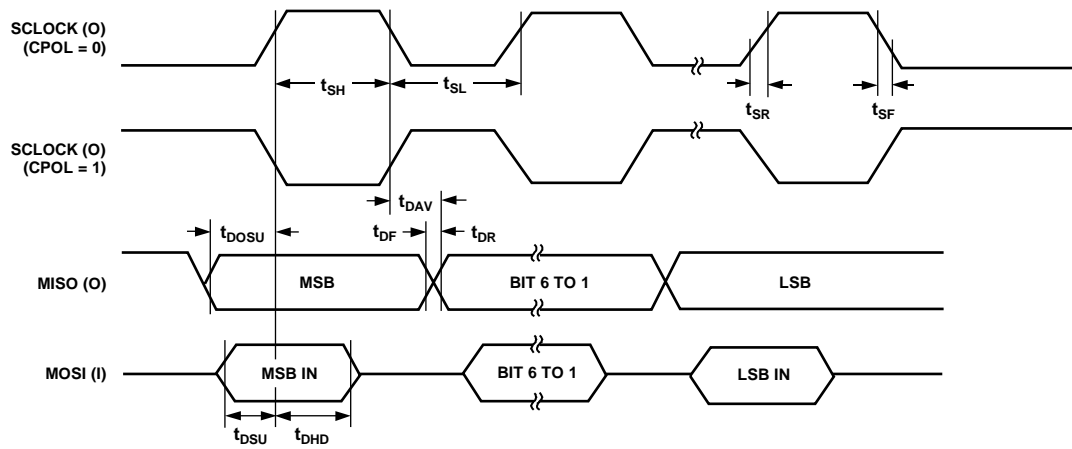 SCLOCK (O)
(CPOL = 0)
tSH
tSL
tSR
tSF
SCLOCK (O)
(CPOL = 1)
tDAV
tDOSU
tDF
tDR
MISO (O)
MSB
BIT 6 TO 1
LSB
MOSI (I)
MSB IN
BIT 6 TO 1
LSB IN
tDSU
tDHD